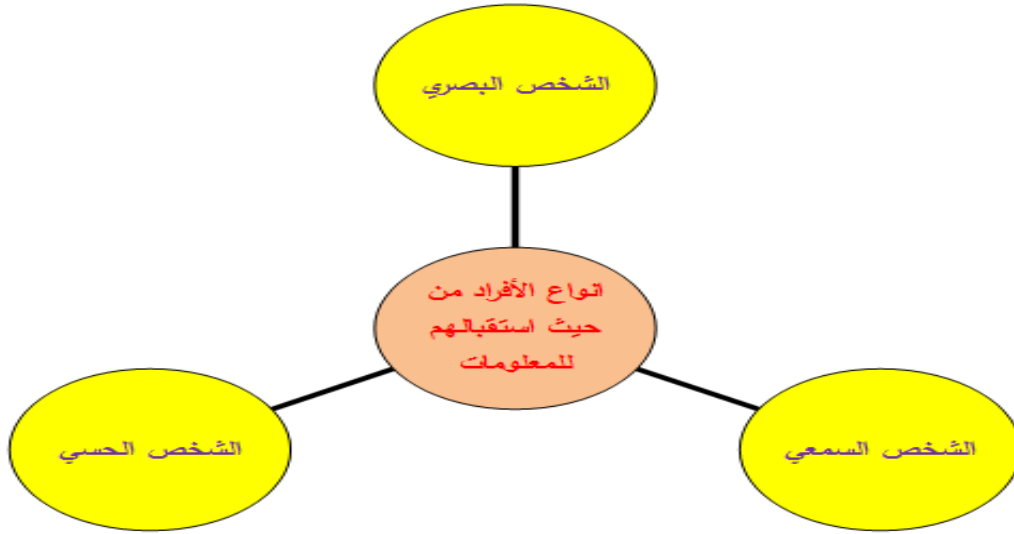 الشخص البصري
انواع الأفراد من
حيث استقبالهم
للمعلومات
الشخص السمعي
الشخص الحسي